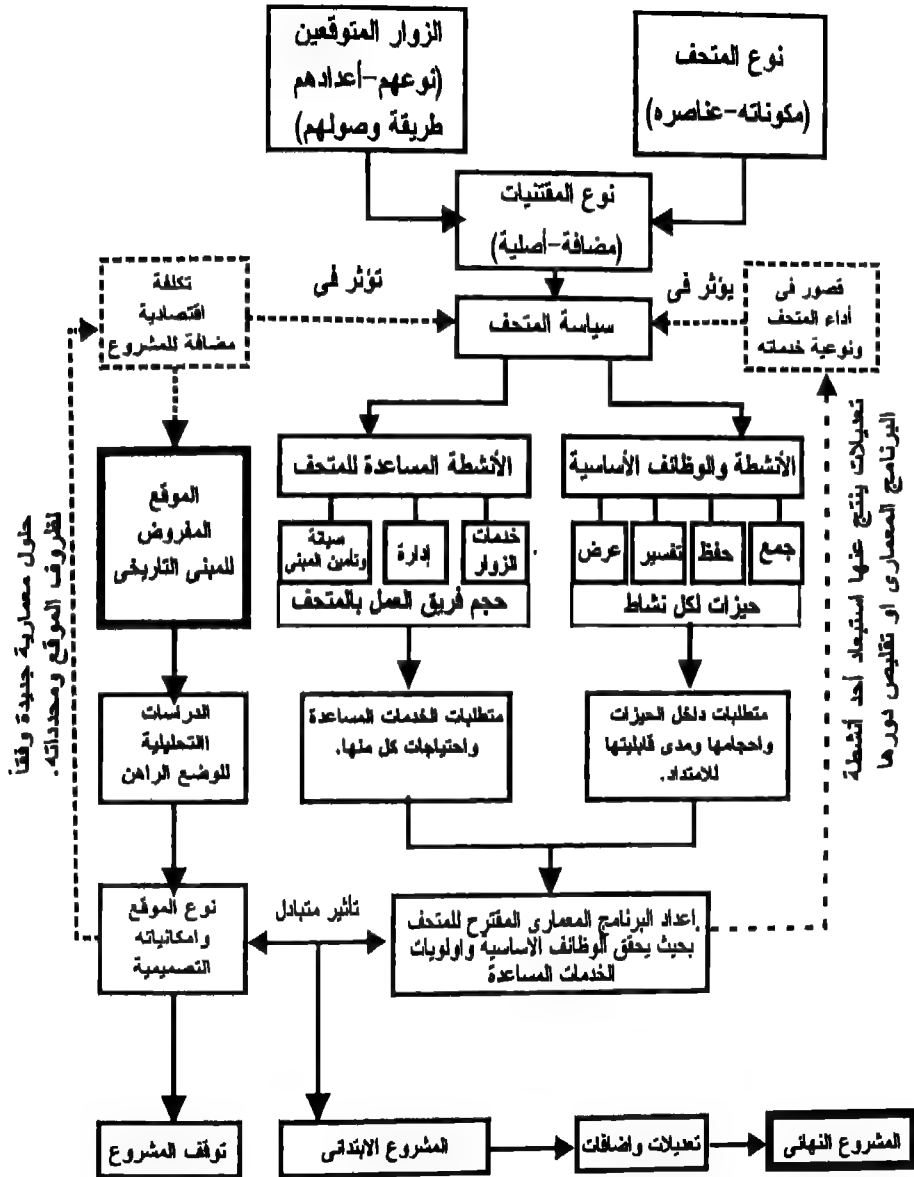 نوع المتحف
(مكوناته-عناصره)
الزوار المتوقعين
(نوعهم-أعدادهم
طريقة وصولهم)
نوع المقتنيات
(مضافة-أصلية)
قصور فى
أداء المتحف
ونوعية خدماته
يؤثر فى
سياسة المتحف
تؤثر فى
تكلفة
اقتصادية
مضافة للمشروع
الأنشطة والوظائف الأساسية
جمع
حفظ
تفسير
عرض
حيزات لكل نشاط
الأنشطة المساعدة للمتحف
خدمات
الزوار
إدارة
صيانة
وتأمين المبنى
حجم فريق العمل بالمتحف
الموقع
المفروض
للمبنى التاريخى
تعديلات ينتج عنها استبعاد أحد أنشطة
البرنامج المعمارى او تقليص دورها
حلول معمارية جديدة وفقاً
لظروف الموقع ومحدداته.
متطلبات داخل الحيزات
واحجامها ومدى قابليتها
للامتداد.
متطلبات الخدمات المساعدة
واحتياجات كل منها.
الدراسات
االتحليلية
للوضع الراهن
اعداد البرنامج المعمارى المقترح للمتحف
بحيث يحقق الوظائف الاساسية واولويات
الخدمات المساعدة
تأثير متبادل
نوع الموقع
وامكانياته
التصميمية
المشروع النهائى
تعديلات واضافات
المشروع الابتدائى
توقف المشروع